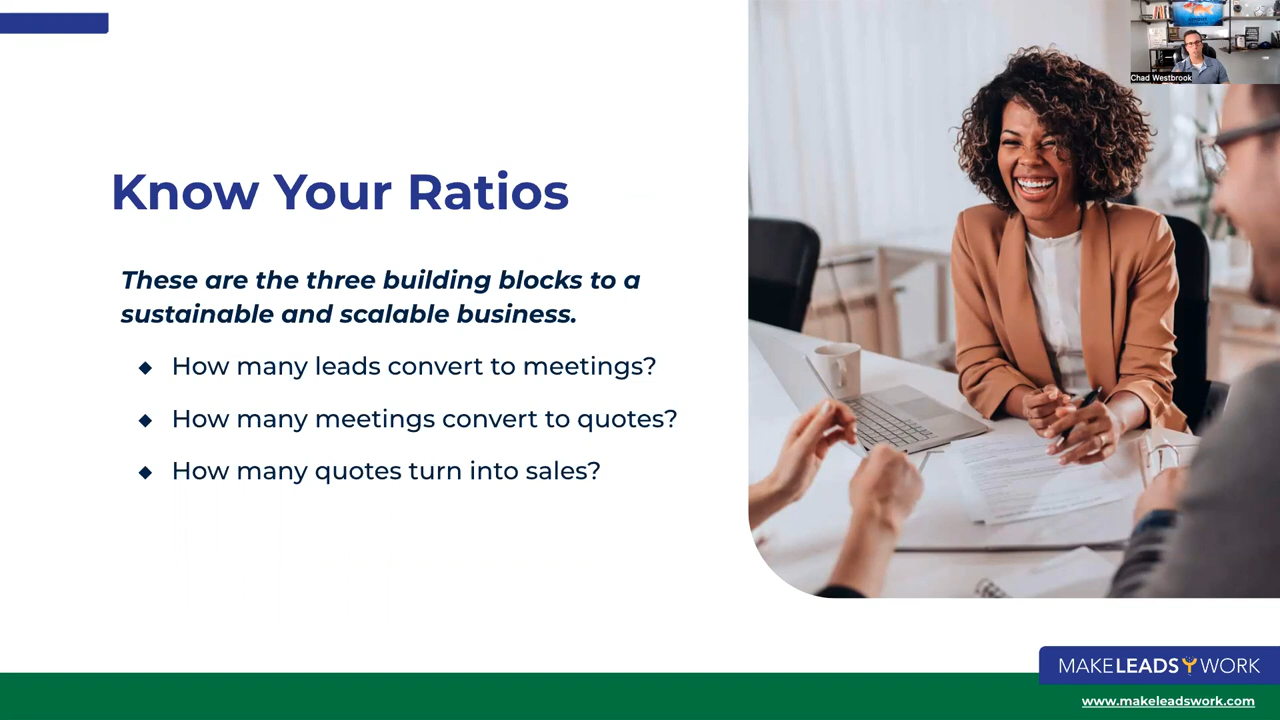 Chad Westbrook
Know Your Ratios
These are the three building blocks to a
sustainable and scalable business.
How many leads convert to meetings?
How many meetings convert to quotes?
How many quotes turn into sales?
MAKELEADS WORK
www.makeleadswork.com